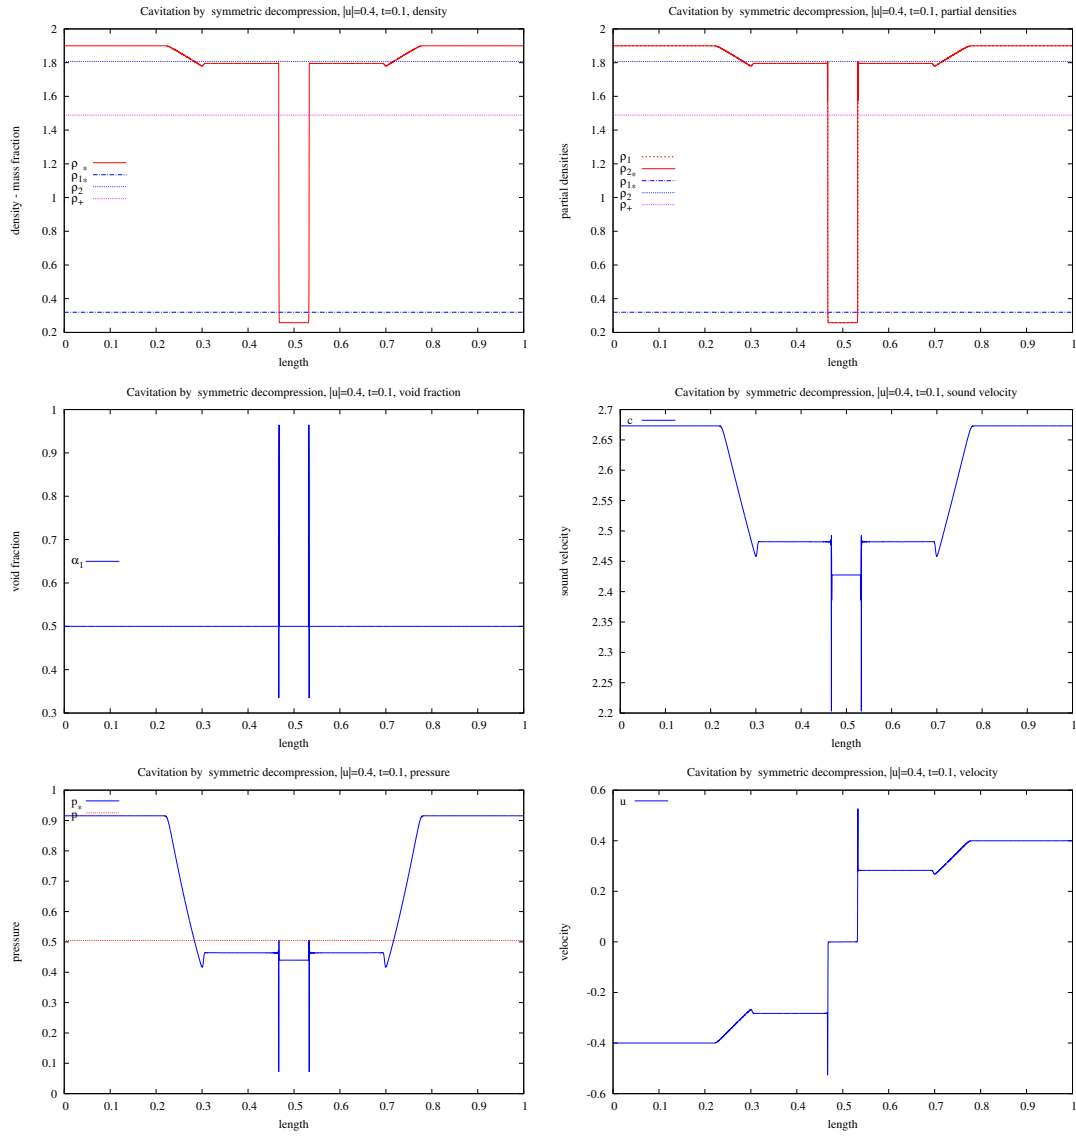 Cavitation by symmetric decompression, |u|=0.4, t=0.1, density
2
1.8
1.6
1.4
1.2
1
0.8
0.6
0.4
0.2
density - mass fraction
ρ *
ρ1*
ρ2
ρ+
0 0.1 0.2 0.3 0.4 0.5 0.6 0.7 0.8 0.9 1
length
Cavitation by symmetric decompression, |u|=0.4, t=0.1, partial densities
2
1.8
1.6
1.4
1.2
1
0.8
0.6
0.4
0.2
partial densities
ρ1
ρ2*
ρ1*
ρ2
ρ+
0 0.1 0.2 0.3 0.4 0.5 0.6 0.7 0.8 0.9 1
length
Cavitation by symmetric decompression, |u|=0.4, t=0.1, void fraction
1
0.9
0.8
0.7
0.6
0.5
0.4
0.3
void fraction
α1
0 0.1 0.2 0.3 0.4 0.5 0.6 0.7 0.8 0.9 1
length
Cavitation by symmetric decompression, |u|=0.4, t=0.1, sound velocity
2.7
2.65
2.6
2.55
2.5
2.45
2.4
2.35
2.3
2.25
2.2
sound velocity
c
0 0.1 0.2 0.3 0.4 0.5 0.6 0.7 0.8 0.9 1
length
Cavitation by symmetric decompression, |u|=0.4, t=0.1, pressure
1
0.9
0.8
0.7
0.6
0.5
0.4
0.3
0.2
0.1
0
pressure
p*
p
0 0.1 0.2 0.3 0.4 0.5 0.6 0.7 0.8 0.9 1
length
Cavitation by symmetric decompression, |u|=0.4, t=0.1, velocity
0.6
0.4
0.2
0
-0.2
-0.4
-0.6
velocity
u
0 0.1 0.2 0.3 0.4 0.5 0.6 0.7 0.8 0.9 1
length